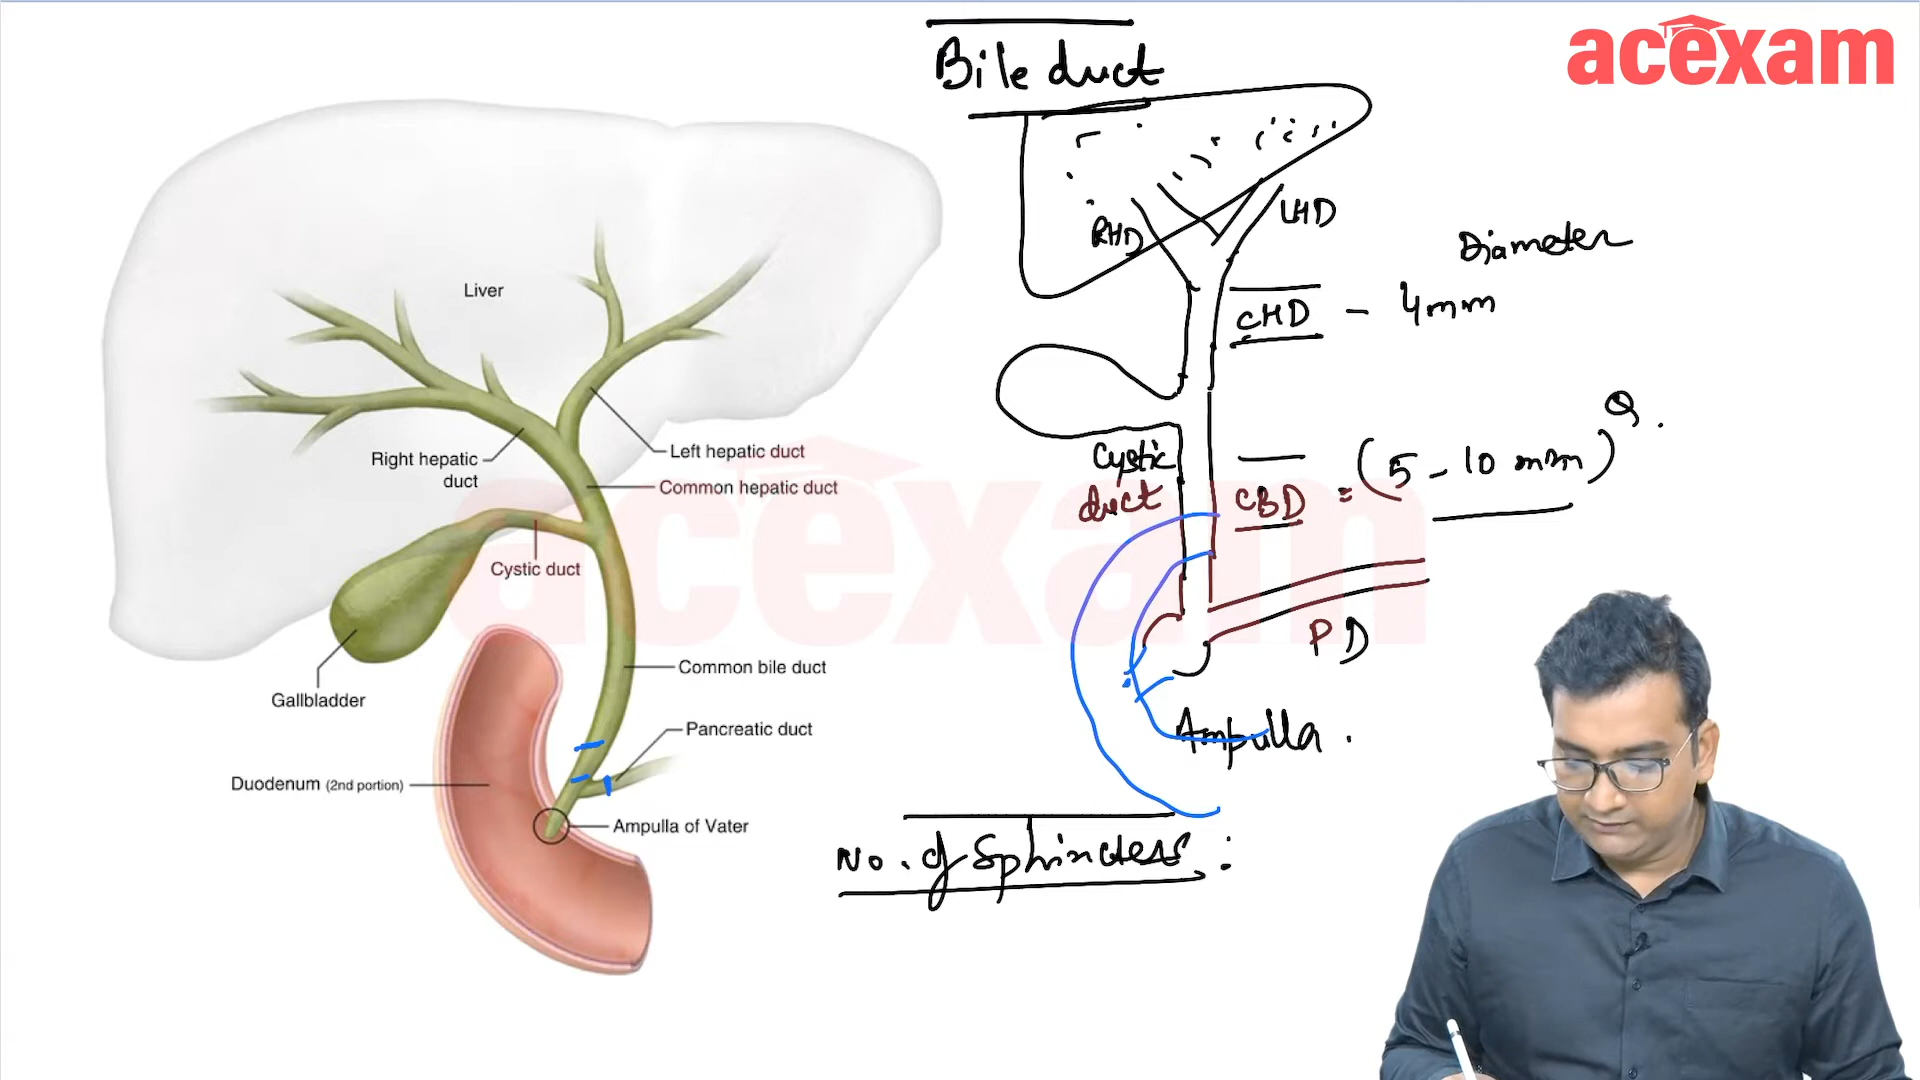 acexam
Bile duct
RHD
LHD
Diameter
CHD - 4mm
Cystic
duct
CBD = (5-10 mm) Q.
PD
Ampulla .
No. of Sphincters :
Liver
Right hepatic
duct
Left hepatic duct
Common hepatic duct
Cystic duct
Gallbladder
Common bile duct
Pancreatic duct
Duodenum (2nd portion)
Ampulla of Vater
acexam